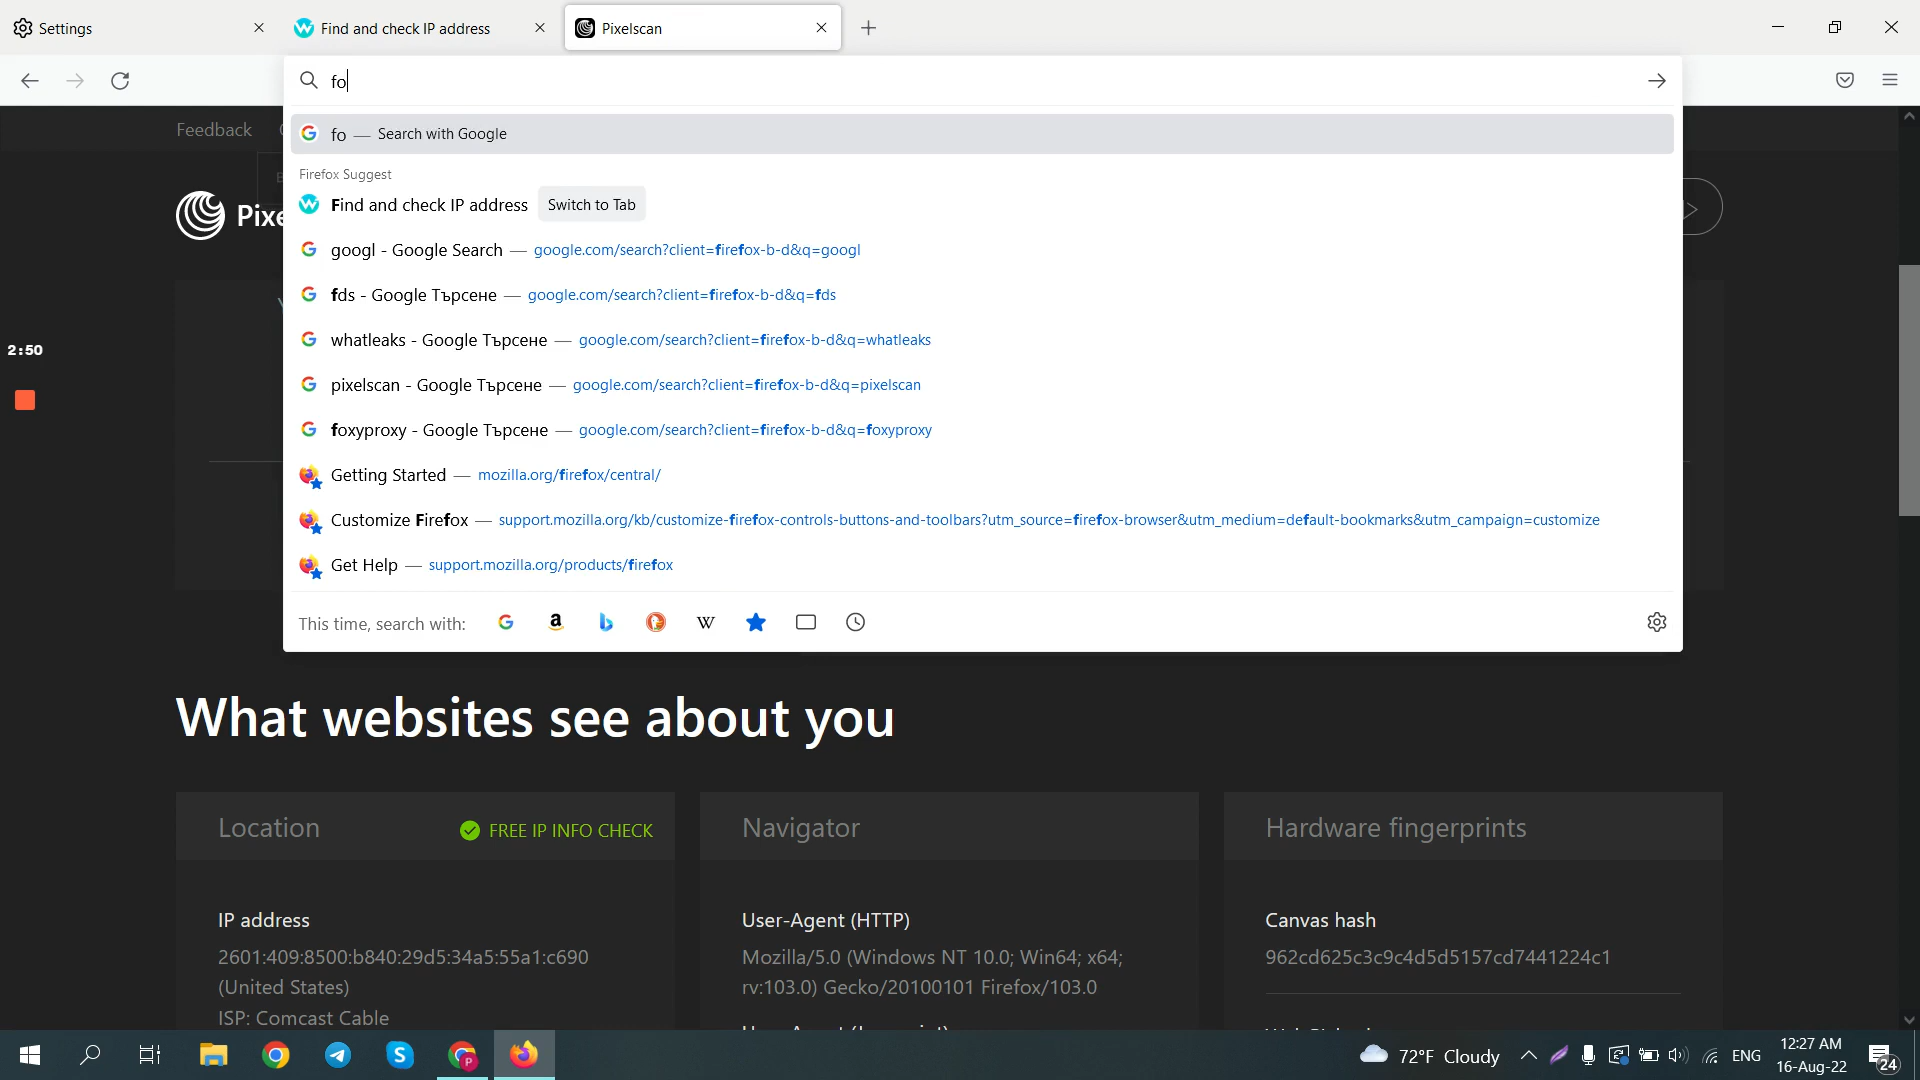 Settings
Find and check IP address
Pixelscan
fo
fo — Search with Google
Feedback
Firefox Suggest
Find and check IP address Switch to Tab
Pixe
googl - Google Search — google.com/search?client=firefox-b-d&q=googl
fds - Google Търсене — google.com/search?client=firefox-b-d&q=fds
whatleaks - Google Търсене — google.com/search?client=firefox-b-d&q=whatleaks
2:50
pixelscan - Google Търсене — google.com/search?client=firefox-b-d&q=pixelscan
foxyproxy - Google Търсене — google.com/search?client=firefox-b-d&q=foxyproxy
Getting Started — mozilla.org/firefox/central/
Customize Firefox — support.mozilla.org/kb/customize-firefox-controls-buttons-and-toolbars?utm_source=firefox-browser&utm_medium=default-bookmarks&utm_campaign=customize
Get Help — support.mozilla.org/products/firefox
This time, search with:
What websites see about you
Location
FREE IP INFO CHECK
Navigator
Hardware fingerprints
IP address
2601:409:8500:b840:29d5:34a5:55a1:c690
(United States)
ISP: Comcast Cable
User-Agent (HTTP)
Mozilla/5.0 (Windows NT 10.0; Win64; x64;
rv:103.0) Gecko/20100101 Firefox/103.0
Canvas hash
962cd625c3c9c4d5d5157cd7441224c1
72°F Cloudy
ENG
12:27 AM
16-Aug-22
24